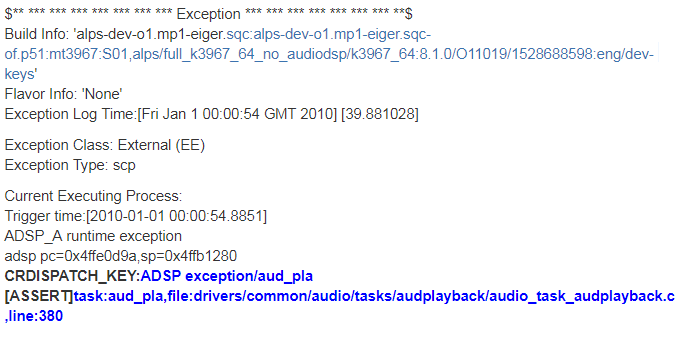 $** *** *** *** *** *** *** *** Exception *** *** *** *** *** *** *** **$
Build Info: 'alps-dev-o1.mp1-eiger.sqc:alps-dev-o1.mp1-eiger.sqc-
of.p51:mt3967:S01,alps/full_k3967_64_no_audiodsp/k3967_64:8.1.0/O11019/1528688598:eng/dev-
keys'
Flavor Info: 'None'
Exception Log Time:[Fri Jan 1 00:00:54 GMT 2010] [39.881028]
Exception Class: External (EE)
Exception Type: scp
Current Executing Process:
Trigger time:[2010-01-01 00:00:54.8851]
ADSP_A runtime exception
adsp pc=0x4ffe0d9a,sp=0x4ffb1280
CRDISPATCH_KEY:ADSP exception/aud_pla
[ASSERT]task:aud_pla,file:drivers/common/audio/tasks/audplayback/audio_task_audplayback.c
,line:380